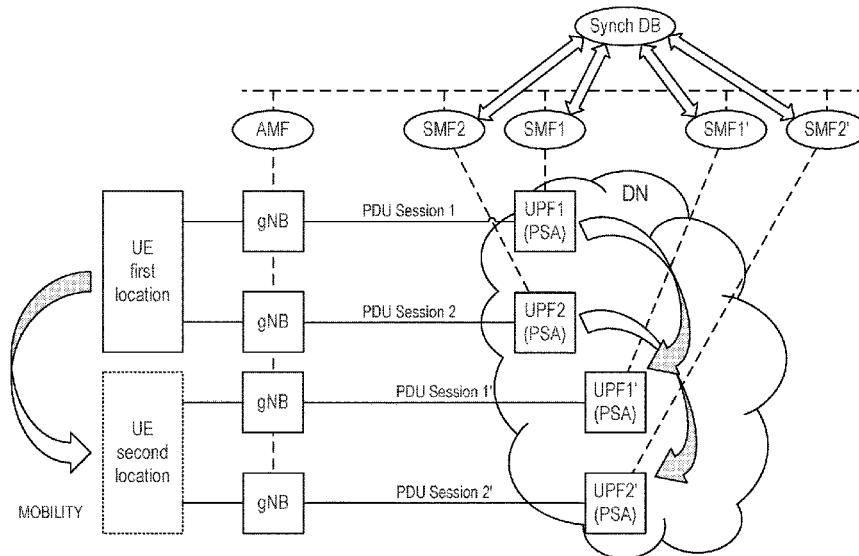 Synch DB
AMF
SMF2
SMF1
SMF1'
SMF2'
DN
UE
first
location
gNB
PDU Session 1
UPF1
(PSA)
gNB
PDU Session 2
UPF2
(PSA)
UE
second
location
gNB
PDU Session 1'
UPF1'
(PSA)
gNB
PDU Session 2'
UPF2'
(PSA)
MOBILITY